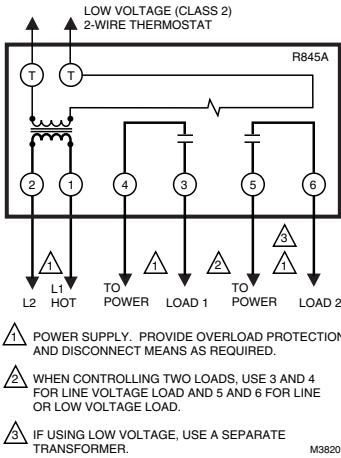 LOW VOLTAGE (CLASS 2)
2-WIRE THERMOSTAT
R845A
T T
2 1 4 3 5 6
3
1 1 2 1
L2 L1 HOT TO POWER LOAD 1 TO POWER LOAD 2
1 POWER SUPPLY. PROVIDE OVERLOAD PROTECTION
AND DISCONNECT MEANS AS REQUIRED.
2 WHEN CONTROLLING TWO LOADS, USE 3 AND 4
FOR LINE VOLTAGE LOAD AND 5 AND 6 FOR LINE
OR LOW VOLTAGE LOAD.
3 IF USING LOW VOLTAGE, USE A SEPARATE
TRANSFORMER. M3820